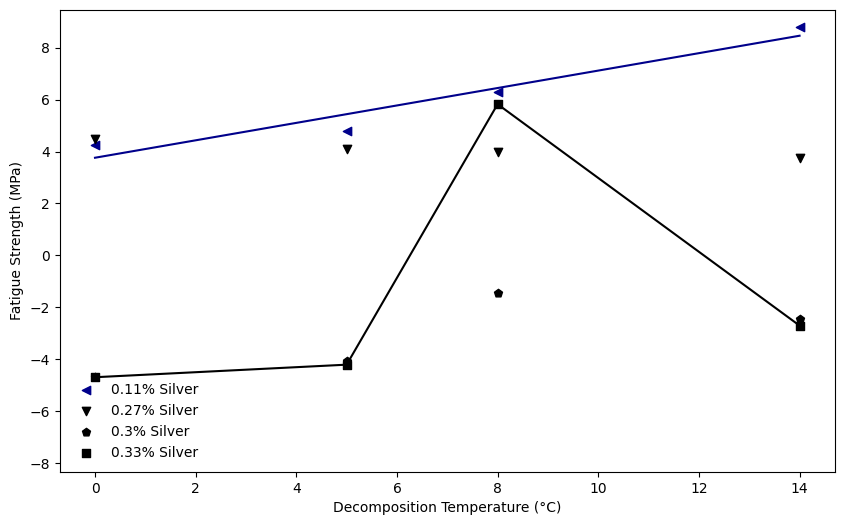 8
6
4
2
0
−2
−4
−6
−8
Fatigue Strength (MPa)
0.11% Silver
0.27% Silver
0.3% Silver
0.33% Silver
0 2 4 6 8 10 12 14
Decomposition Temperature (°C)